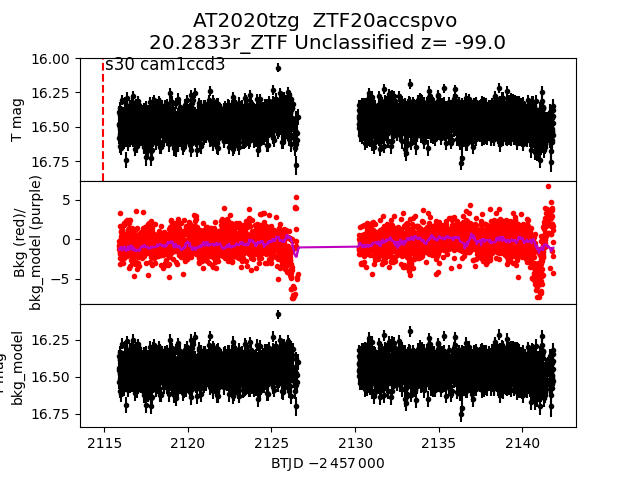 AT2020tzg ZTF20accspvo
20.2833r_ZTF Unclassified z= -99.0
s30 cam1ccd3
T mag
16.00
16.25
16.50
16.75
Bkg (red)/
bkg_model (purple)
5
0
−5
bkg_model
16.25
16.50
16.75
2115 2120 2125 2130 2135 2140
BTJD −2 457 000